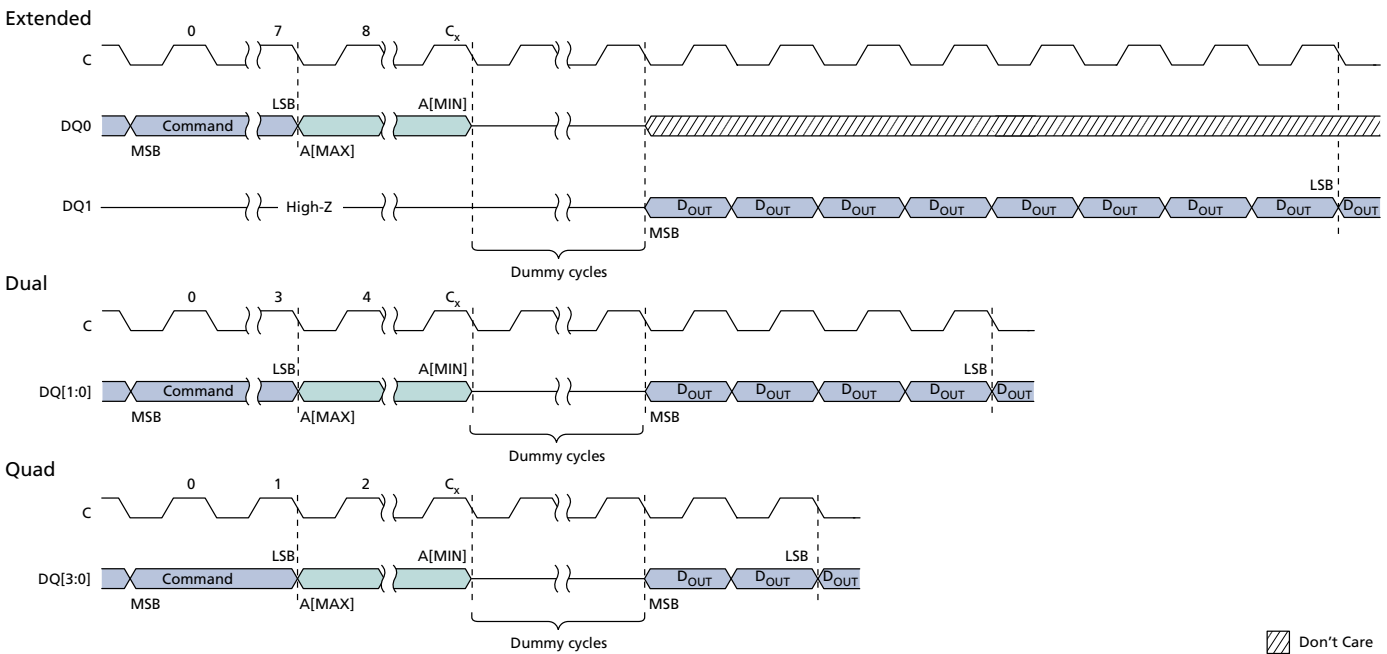 Extended
0 7 8 Cx
C
LSB A[MIN]
DQ0 Command
MSB A[MAX]
LSB
DQ1 High-Z DOUT DOUT DOUT DOUT DOUT DOUT DOUT DOUT DOUT
MSB
Dummy cycles
Dual
0 3 4 Cx
C
LSB A[MIN] LSB
DQ[1:0] Command DOUT DOUT DOUT DOUT DOUT
MSB A[MAX] MSB
Dummy cycles
Quad
0 1 2 Cx
C
LSB A[MIN] LSB
DQ[3:0] Command DOUT DOUT DOUT
MSB A[MAX] MSB
Dummy cycles
Don't Care